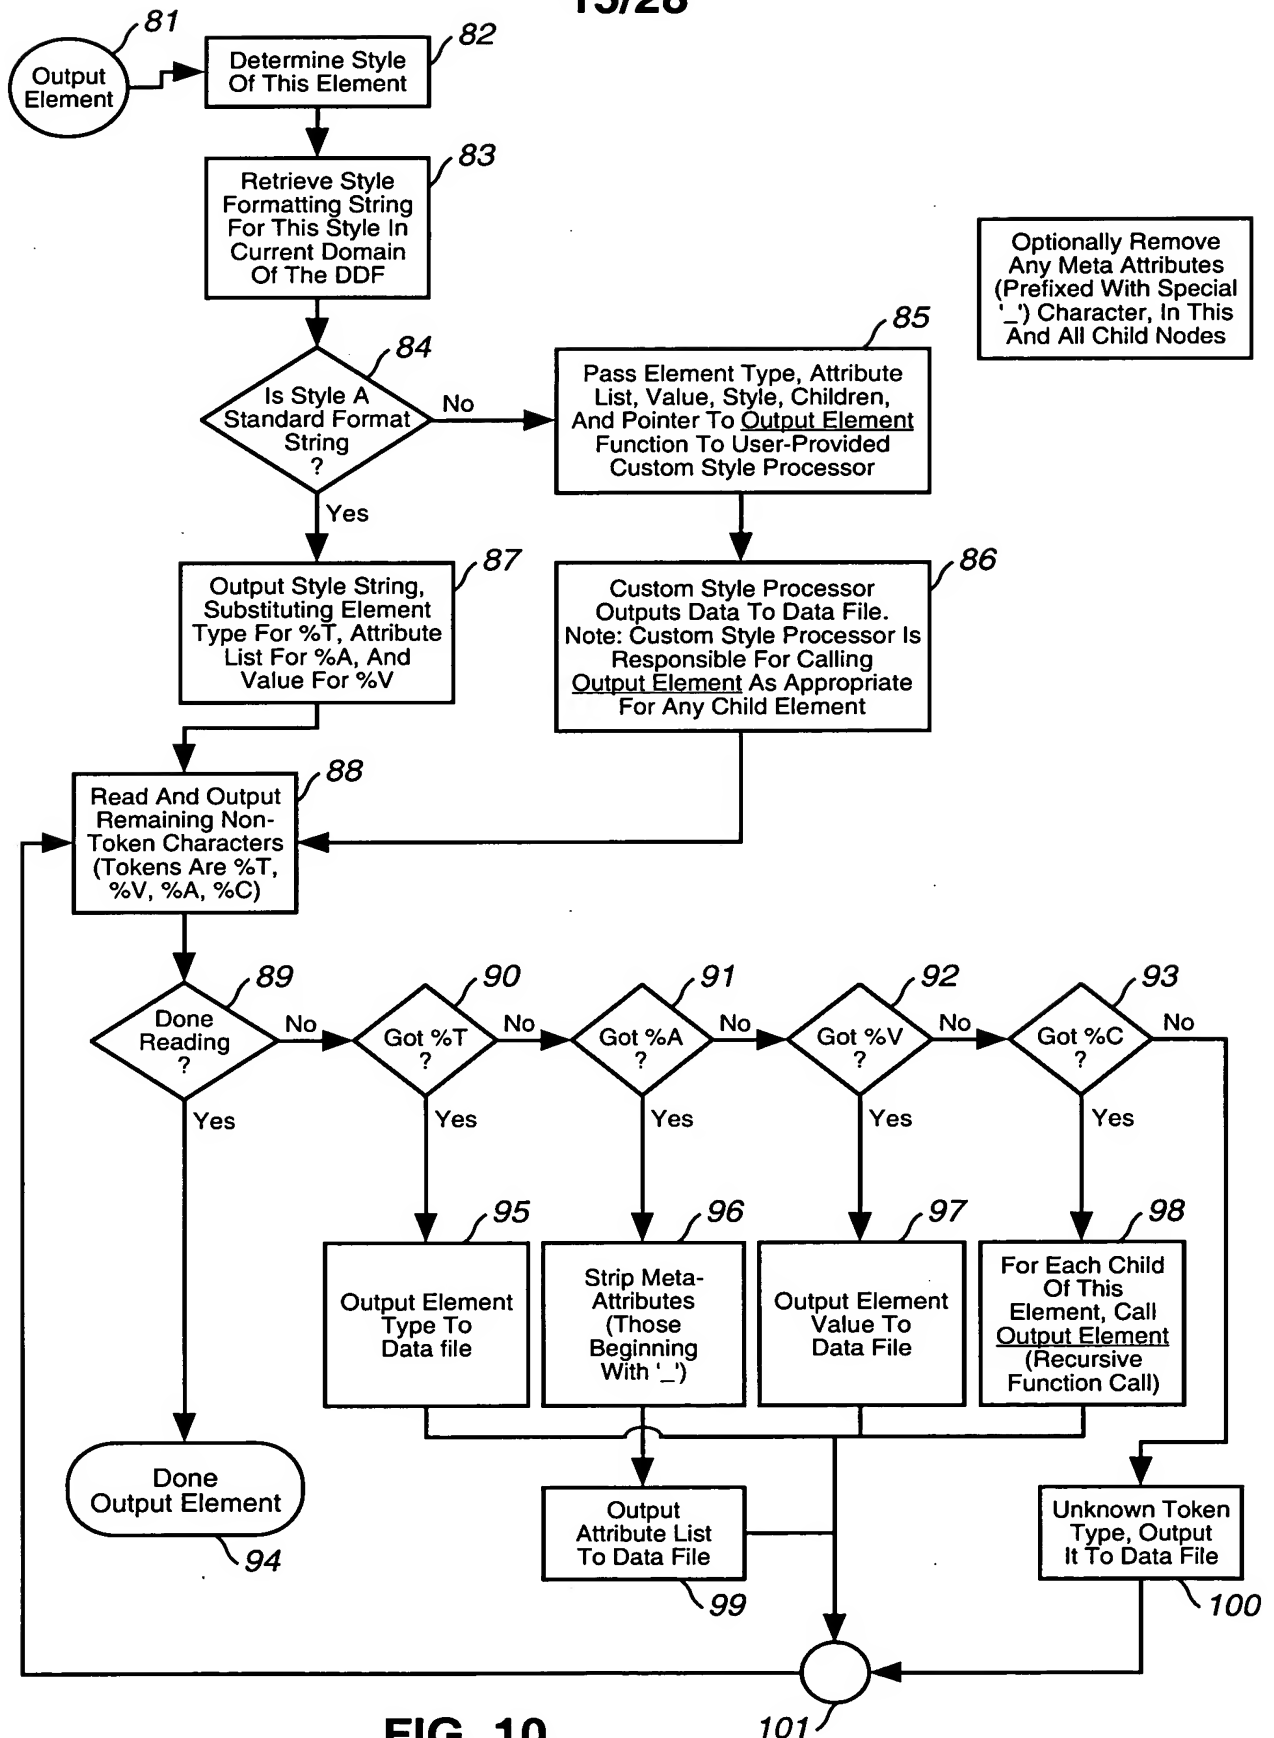 15/28
81
Output
Element
82
Determine Style
Of This Element
83
Retrieve Style
Formatting String
For This Style In
Current Domain
Of The DDF
Optionally Remove
Any Meta Attributes
(Prefixed With Special
'_') Character, In This
And All Child Nodes
84
Is Style A
Standard Format
String
?
No
Yes
85
Pass Element Type, Attribute
List, Value, Style, Children,
And Pointer To Output Element
Function To User-Provided
Custom Style Processor
87
Output Style String,
Substituting Element
Type For %T, Attribute
List For %A, And
Value For %V
86
Custom Style Processor
Outputs Data To Data File.
Note: Custom Style Processor Is
Responsible For Calling
Output Element As Appropriate
For Any Child Element
88
Read And Output
Remaining Non-
Token Characters
(Tokens Are %T,
%V, %A, %C)
89
Done
Reading
?
No
Yes
90
Got %T
?
No
Yes
91
Got %A
?
No
Yes
92
Got %V
?
No
Yes
93
Got %C
?
No
Yes
95
Output Element
Type To
Data file
96
Strip Meta-
Attributes
(Those
Beginning
With '_')
97
Output Element
Value To
Data File
98
For Each Child
Of This
Element, Call
Output Element
(Recursive
Function Call)
Done
Output Element
94
Output
Attribute List
To Data File
99
Unknown Token
Type, Output
It To Data File
100
101
FIG. 10